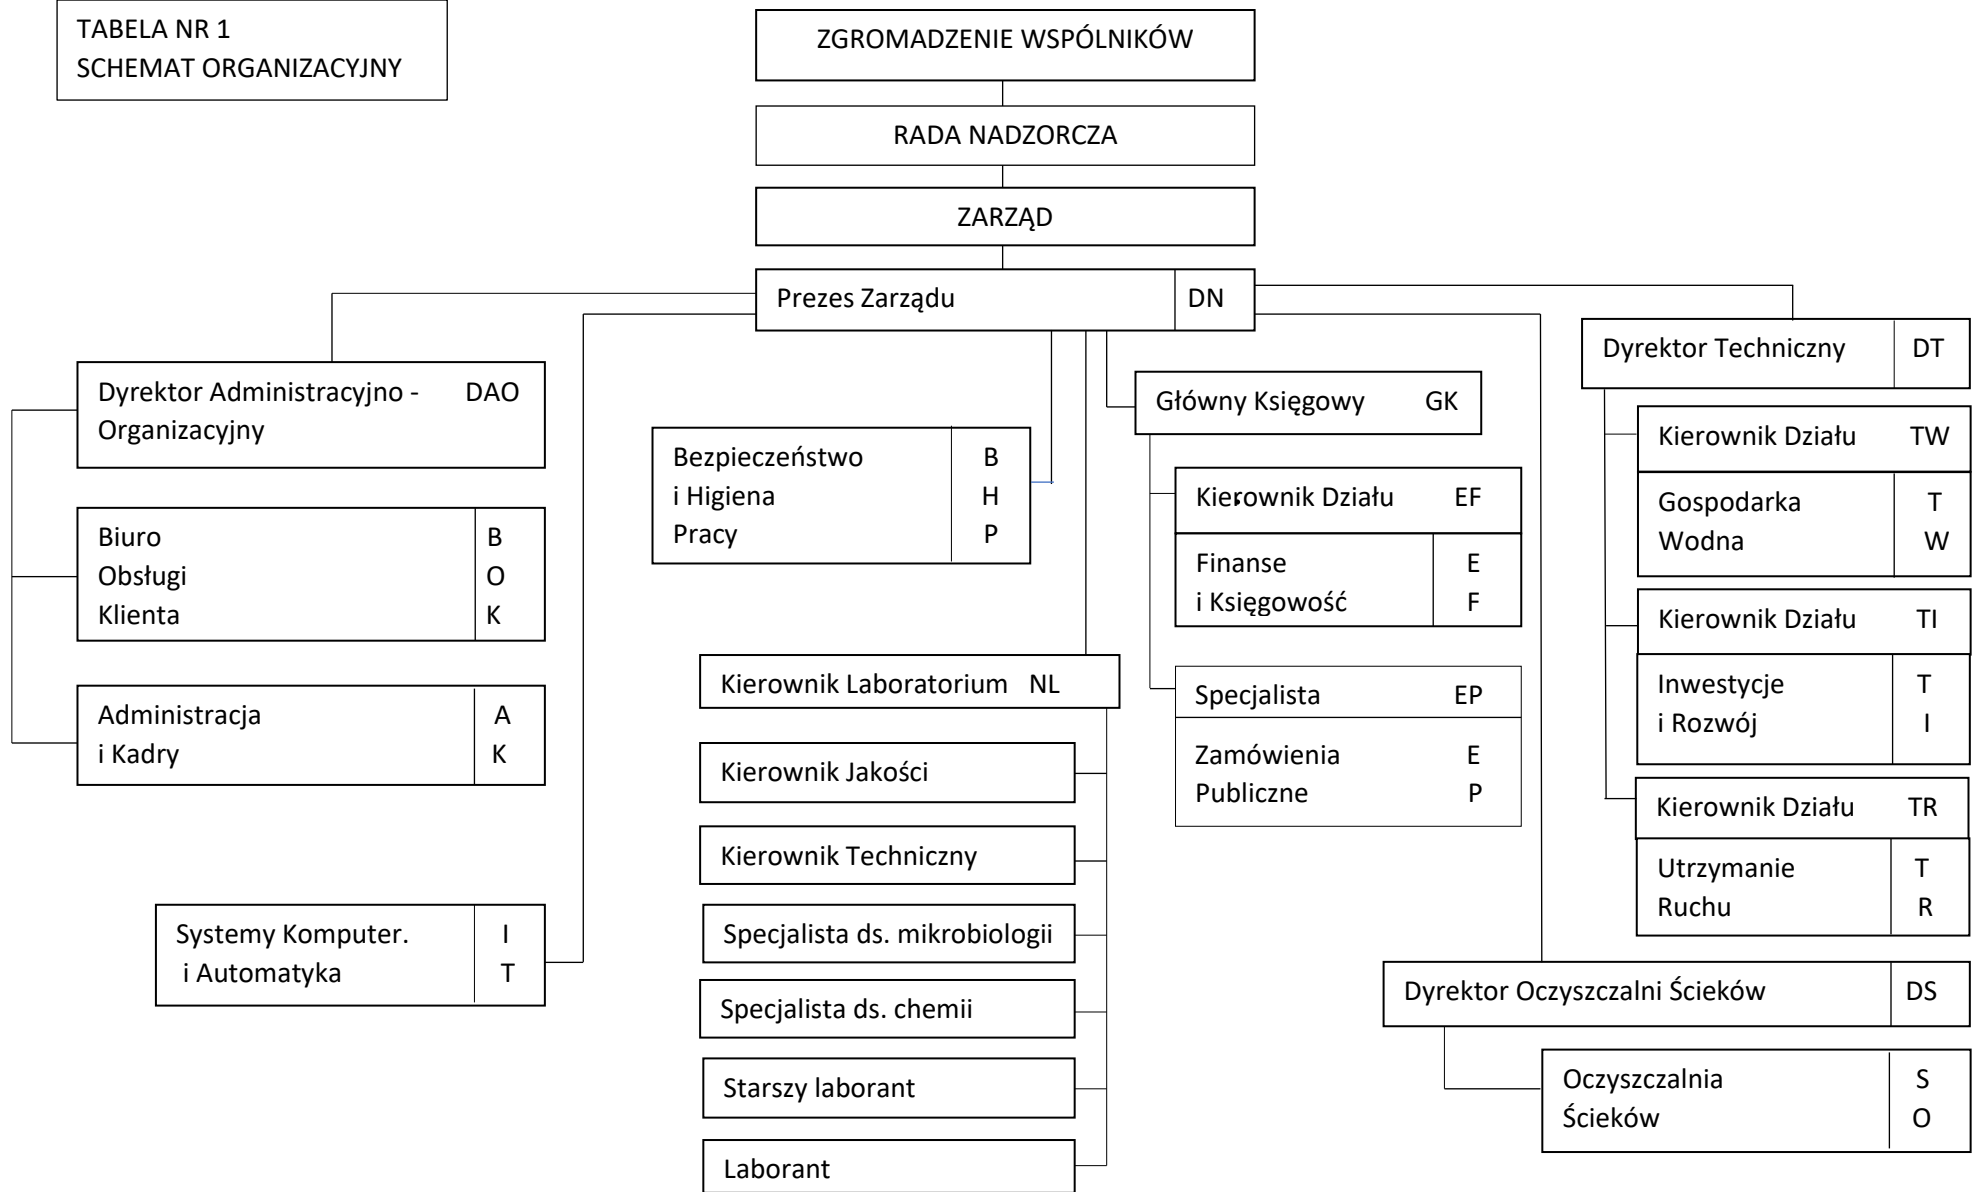 TABELA NR 1
SCHEMAT ORGANIZACYJNY
ZGROMADZENIE WSPÓLNIKÓW
RADA NADZORCZA
ZARZĄD
Prezes Zarządu DN
Dyrektor Administracyjno - DAO
Organizacyjny
Biuro B
Obsługi O
Klienta K
Administracja A
i Kadry K
Systemy Komputer. I
i Automatyka T
Bezpieczeństwo B
i Higiena H
Pracy P
Kierownik Laboratorium NL
Kierownik Jakości
Kierownik Techniczny
Specjalista ds. mikrobiologii
Specjalista ds. chemii
Starszy laborant
Laborant
Główny Księgowy GK
Kierownik Działu EF
Finanse E
i Księgowość F
Specjalista EP
Zamówienia E
Publiczne P
Dyrektor Techniczny DT
Kierownik Działu TW
Gospodarka T
Wodna W
Kierownik Działu TI
Inwestycje T
i Rozwój I
Kierownik Działu TR
Utrzymanie T
Ruchu R
Dyrektor Oczyszczalni Ścieków DS
Oczyszczalnia S
Ścieków O